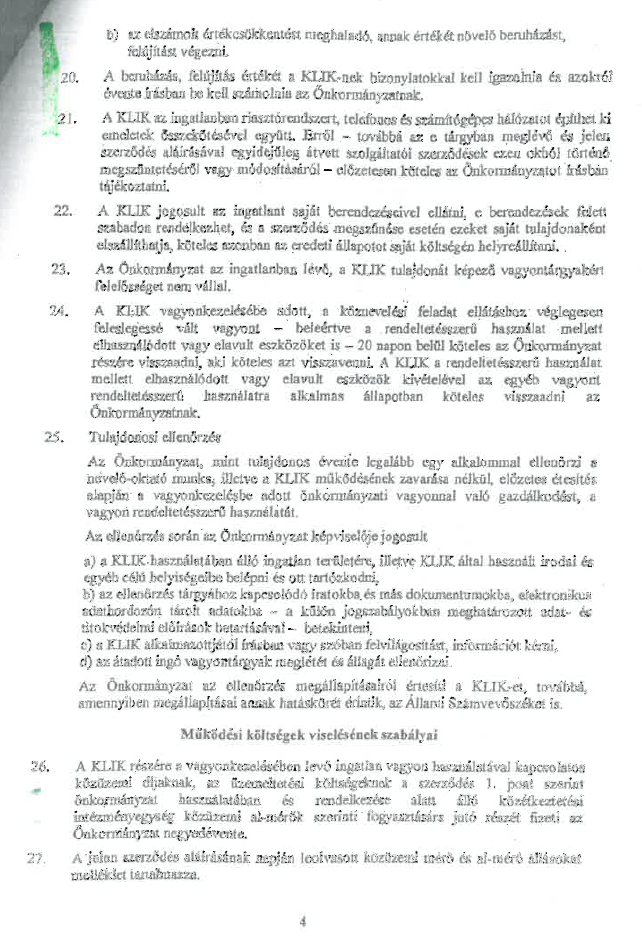 b) az elszámolt értékcsökkentést meghaladó, annak értékét növelő beruházást,
felújítást végezni.
20. A beruházás, felújítás értékét a KLIK-nek bizonylatokkal kell igazolnia és azokról
évente írásban be kell számolnia az Önkormányzatnak.
21. A KLIK az ingatlanban riasztórendszert, telefonos és számítógépes hálózatot építhet ki
emeletek összekötésével együtt. Erről – továbbá az e tárgyban meglévő és jelen
szerződés aláírásával egyidejűleg átvett szolgáltatói szerződések ezen okból történő
megszüntetéséről vagy módosításáról – előzetesen köteles az Önkormányzatot írásban
tájékoztatni.
22. A KLIK jogosult az ingatlant saját berendezéseivel ellátni, e berendezések felett
szabadon rendelkezhet, és a szerződés megszűnése esetén ezeket saját tulajdonaként
elszállíthatja, köteles azonban az eredeti állapotot saját költségén helyreállítani.
23. Az Önkormányzat az ingatlanban lévő, a KLIK tulajdonát képező vagyontárgyakért
felelősséget nem vállal.
24. A KLIK vagyonkezelésébe adott, a köznevelési feladat ellátáshoz véglegesen
feleslegessé vált vagyont – beleértve a rendeltetésszerű használat mellett
elhasználódott vagy elavult eszközöket is – 20 napon belül köteles az Önkormányzat
részére visszaadni, aki köteles azt visszavenni. A KLIK a rendeltetésszerű használat
mellett elhasználódott vagy elavult eszközök kivételével az egyéb vagyont
rendeltetésszerű használatra alkalmas állapotban köteles visszaadni az
Önkormányzatnak.
25. Tulajdonosi ellenőrzés
Az Önkormányzat, mint tulajdonos évente legalább egy alkalommal ellenőrzi a
nevelő-oktató munka, illetve a KLIK működésének zavarása nélkül, előzetes értesítés
alapján a vagyonkezelésbe adott önkormányzati vagyonnal való gazdálkodást, a
vagyon rendeltetésszerű használatát.
Az ellenőrzés során az Önkormányzat képviselője jogosult
a) a KLIK használatában álló ingatlan területére, illetve KLIK által használt irodai és
egyéb célú helyiségeibe belépni és ott tartózkodni,
b) az ellenőrzés tárgyához kapcsolódó iratokba és más dokumentumokba, elektronikus
adathordozón tárolt adatokba – a külön jogszabályokban meghatározott adat- és
titokvédelmi előírások betartásával – betekinteni,
c) a KLIK alkalmazottjától írásban vagy szóban felvilágosítást, információt kérni,
d) az átadott ingó vagyontárgyak meglétét és állagát ellenőrizni.
Az Önkormányzat az ellenőrzés megállapításairól értesíti a KLIK-et, továbbá,
amennyiben megállapításai annak hatáskörét érintik, az Állami Számvevőszéket is.
Működési költségek viselésének szabályai
26. A KLIK részére a vagyonkezelésében levő ingatlan vagyon használatával kapcsolatos
közüzemi díjaknak, az üzemeltetési költségeknek a szerződés 1. pont szerint
önkormányzat használatában és rendelkezése alatt álló közétkeztetési
intézményegység közüzemi al-mérők szerinti fogyasztásra jutó részét fizeti az
Önkormányzat negyedévente.
27. A jelen szerződés aláírásának napján leolvasott közüzemi mérő és al-mérő állásokat
melléklet tartalmazza.
4